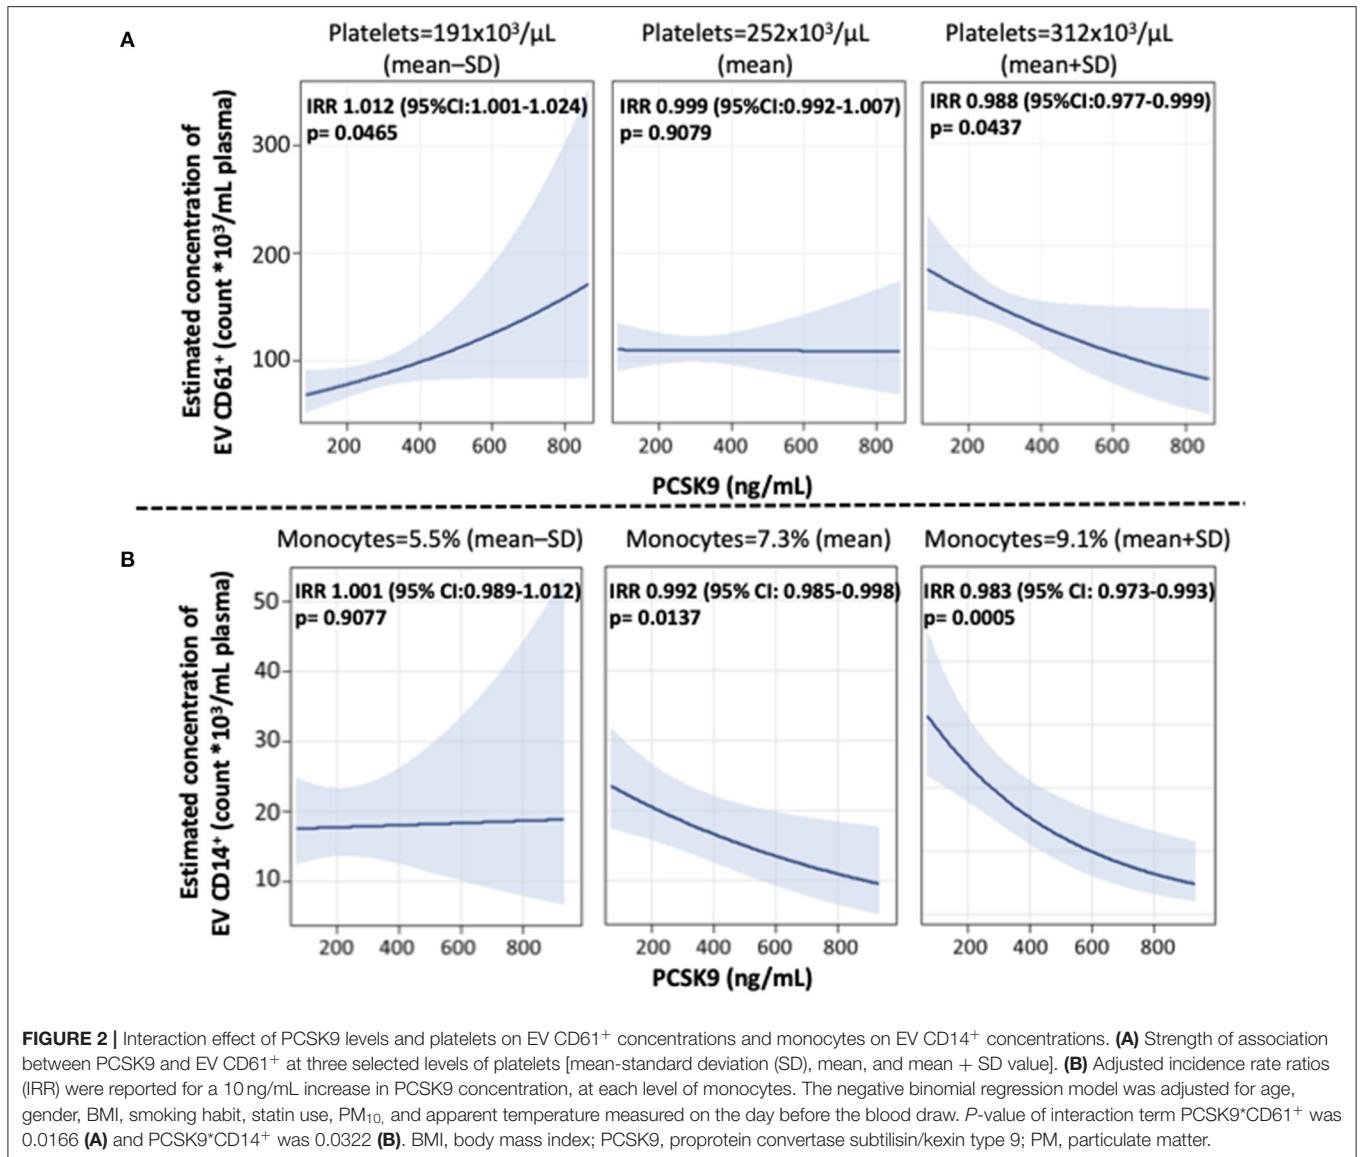 A
Platelets=191x10³/µL
(mean–SD)
Platelets=252x10³/µL
(mean)
Platelets=312x10³/µL
(mean+SD)
Estimated concentration of
EV CD61⁺ (count *10³/mL plasma)
300
200
100
IRR 1.012 (95%CI:1.001-1.024)
p= 0.0465
IRR 0.999 (95%CI:0.992-1.007)
p= 0.9079
IRR 0.988 (95%CI:0.977-0.999)
p= 0.0437
200 400 600 800
200 400 600 800
200 400 600 800
PCSK9 (ng/mL)
B
Monocytes=5.5% (mean–SD)
Monocytes=7.3% (mean)
Monocytes=9.1% (mean+SD)
Estimated concentration of
EV CD14⁺ (count *10³/mL plasma)
50
40
30
20
10
IRR 1.001 (95% CI:0.989-1.012)
p= 0.9077
IRR 0.992 (95% CI: 0.985-0.998)
p= 0.0137
IRR 0.983 (95% CI: 0.973-0.993)
p= 0.0005
200 400 600 800
200 400 600 800
200 400 600 800
PCSK9 (ng/mL)
FIGURE 2 | Interaction effect of PCSK9 levels and platelets on EV CD61⁺ concentrations and monocytes on EV CD14⁺ concentrations. (A) Strength of association
between PCSK9 and EV CD61⁺ at three selected levels of platelets [mean-standard deviation (SD), mean, and mean + SD value]. (B) Adjusted incidence rate ratios
(IRR) were reported for a 10 ng/mL increase in PCSK9 concentration, at each level of monocytes. The negative binomial regression model was adjusted for age,
gender, BMI, smoking habit, statin use, PM₁₀, and apparent temperature measured on the day before the blood draw. P-value of interaction term PCSK9*CD61⁺ was
0.0166 (A) and PCSK9*CD14⁺ was 0.0322 (B). BMI, body mass index; PCSK9, proprotein convertase subtilisin/kexin type 9; PM, particulate matter.